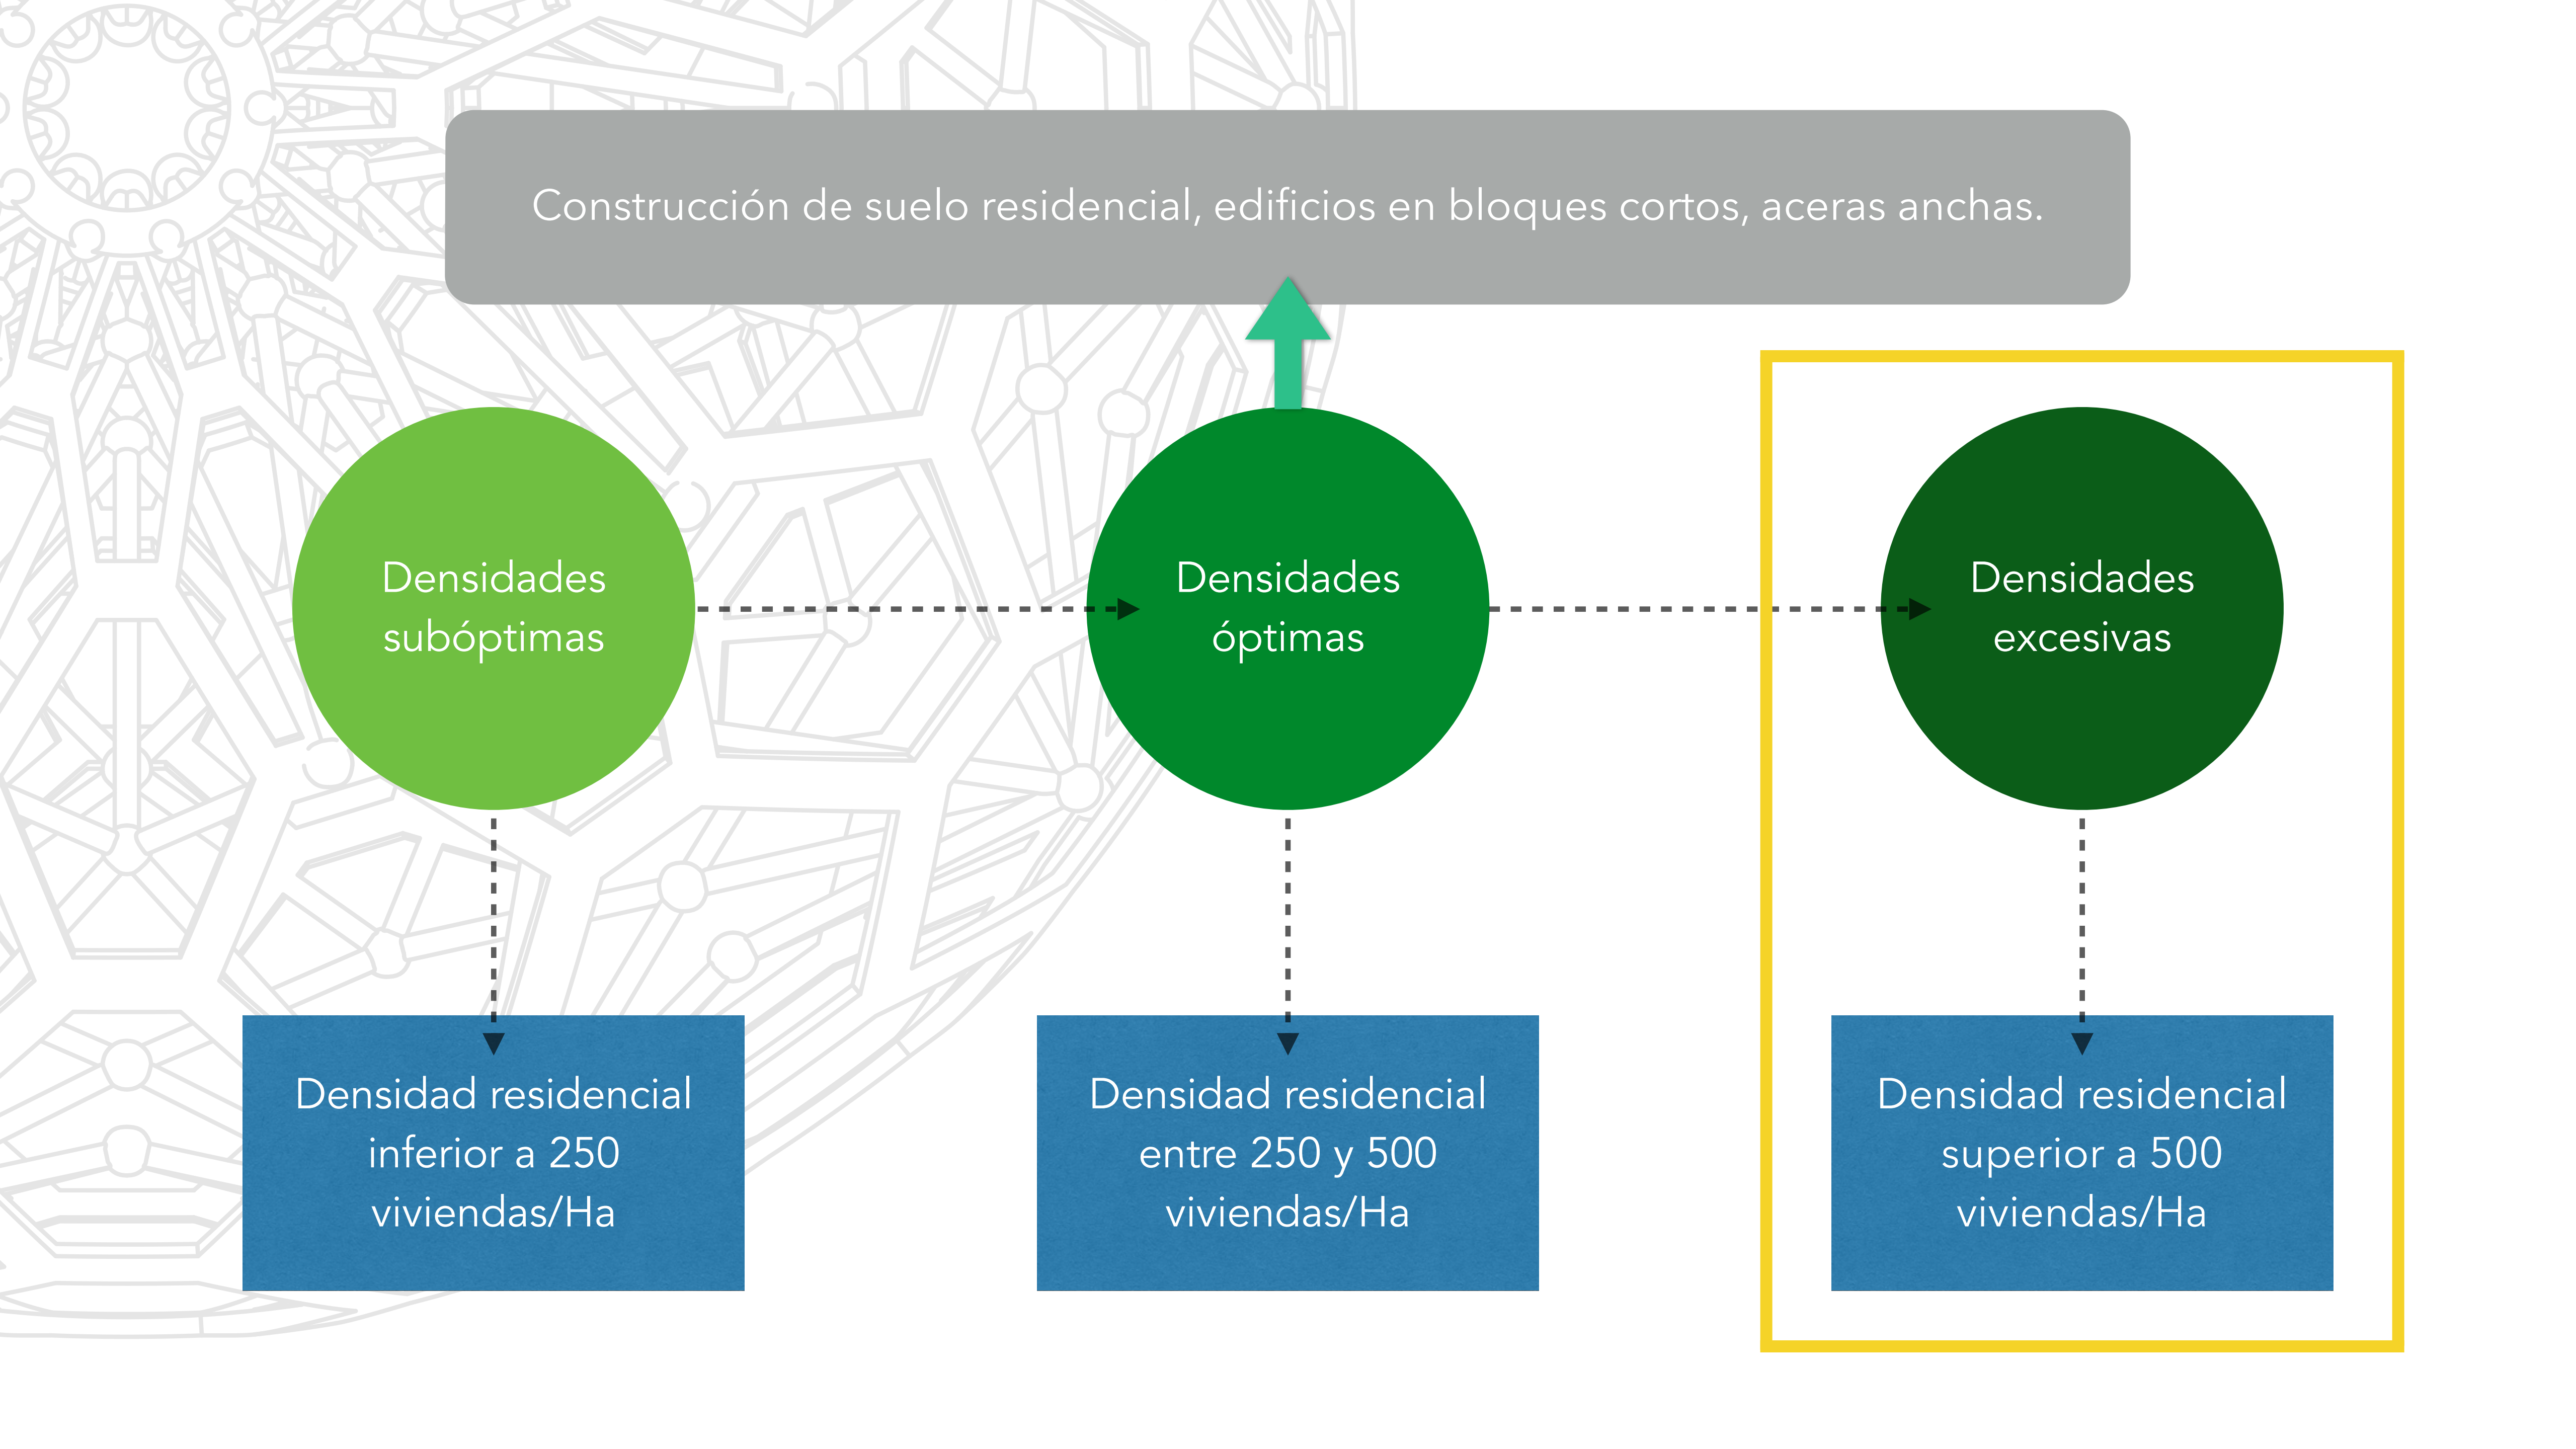 Construcción de suelo residencial, edificios en bloques cortos, aceras anchas.
Densidades
subóptimas
Densidades
óptimas
Densidades
excesivas
Densidad residencial
inferior a 250
viviendas/Ha
Densidad residencial
entre 250 y 500
viviendas/Ha
Densidad residencial
superior a 500
viviendas/Ha